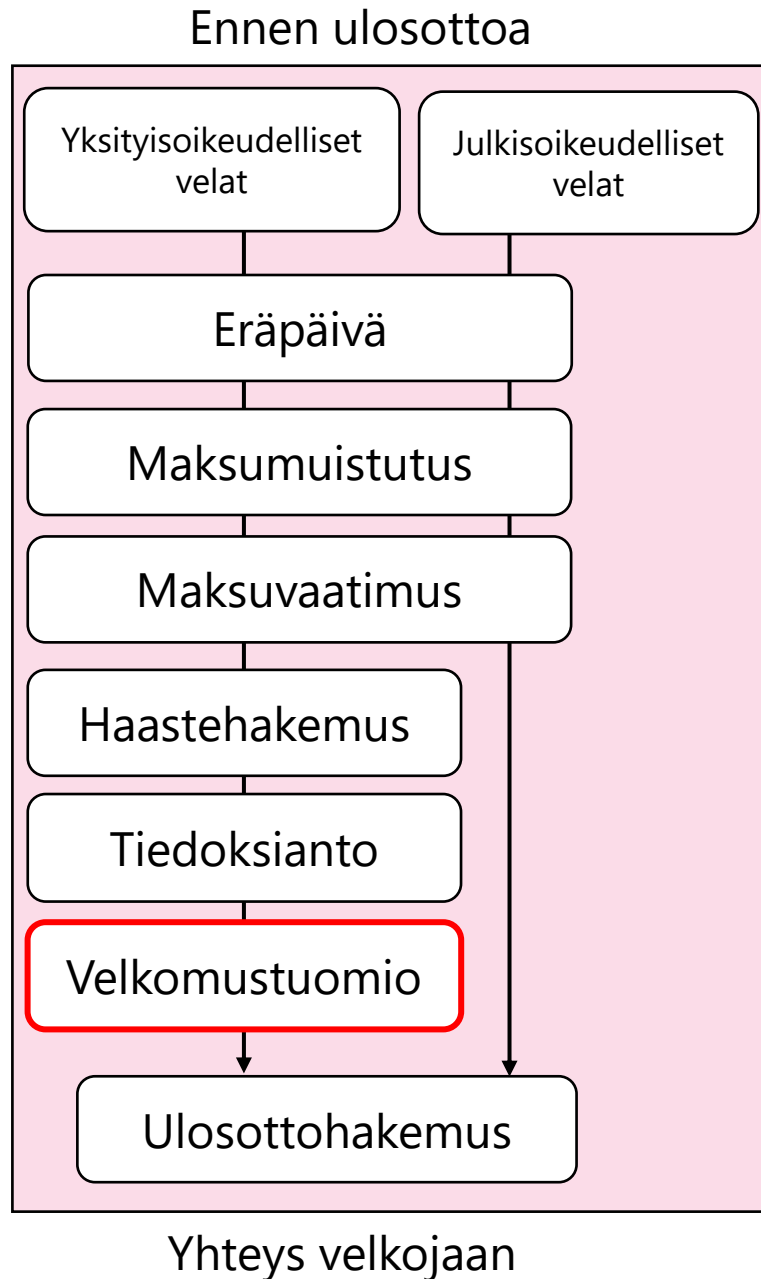 Ennen ulosottoa
Yksityisoikeudelliset
velat
Julkisoikeudelliset
velat
Eräpäivä
Maksumuistutus
Maksuvaatimus
Haastehakemus
Tiedoksianto
Velkomustuomio
Ulosottohakemus
Yhteys velkojaan